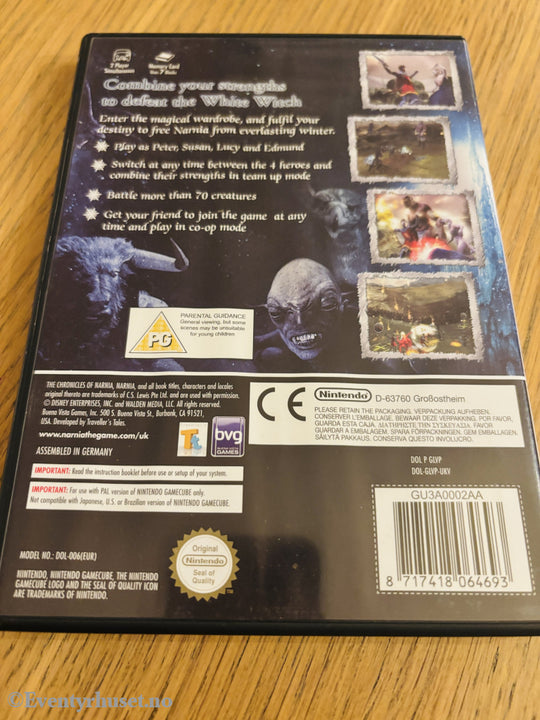 2 Player
Simultaneous
Memory Card
Combine your strengths
to defeat the White Witch
Enter the magical wardrobe, and fulfil your
destiny to free Narnia from everlasting winter.
Play as Peter, Susan, Lucy and Edmund
Switch at any time between the 4 heroes and
combine their strengths in team up mode
Battle more than 70 creatures
Get your friend to join the game at any
time and play in co-op mode
PG
PARENTAL GUIDANCE
General viewing, but some
scenes may be unsuitable
for young children
THE CHRONICLES OF NARNIA, NARNIA, and all book titles, characters and locales
original thereto are trademarks of C.S. Lewis Pte Ltd. and are used with permission.
© DISNEY ENTERPRISES, INC. and WALDEN MEDIA, LLC. All rights reserved.
Buena Vista Games, Inc. 500 S. Buena Vista St, Burbank, CA 91521,
USA. Developed by Traveller's Tales.
www.narniathegame.com/uk
ASSEMBLED IN GERMANY
Tt
bvg
GAMES
CE
Nintendo D-63760 Großostheim
PLEASE RETAIN THE PACKAGING, VERPACKUNG AUFHEBEN,
CONSERVER L'EMBALLAGE, BEWAAR DEZE VERPAKKING, POR FAVOR,
GUARDA ESTA CAJA. ΔΙΑΤΗΡΗΣΤΕ ΤΗΝ ΣΥΣΚΕΥΑΣΙΑ. POR FAVOR
GUARDAR A EMBALAGEM. SPARA FÖRPACKNINGEN. GEM EMBALLAGEN.
SÄILYTÄ PAKKAUS. CONSERVA QUESTO INVOLUCRO.
DOL P GLVP
DOL-GLVP-UKV
IMPORTANT: Read the instruction booklet before use or setup of your system.
IMPORTANT: For use with PAL version of NINTENDO GAMECUBE only.
Not compatible with Japanese, U.S. or Brazilian version of NINTENDO GAMECUBE.
GU3A0002AA
8 717418 064693
MODEL NO.: DOL-006(EUR)
Original
Nintendo
Seal of
Quality
NINTENDO, NINTENDO GAMECUBE, THE NINTENDO
GAMECUBE LOGO AND THE SEAL OF QUALITY ICON
ARE TRADEMARKS OF NINTENDO.
©Eventyrhuset.no